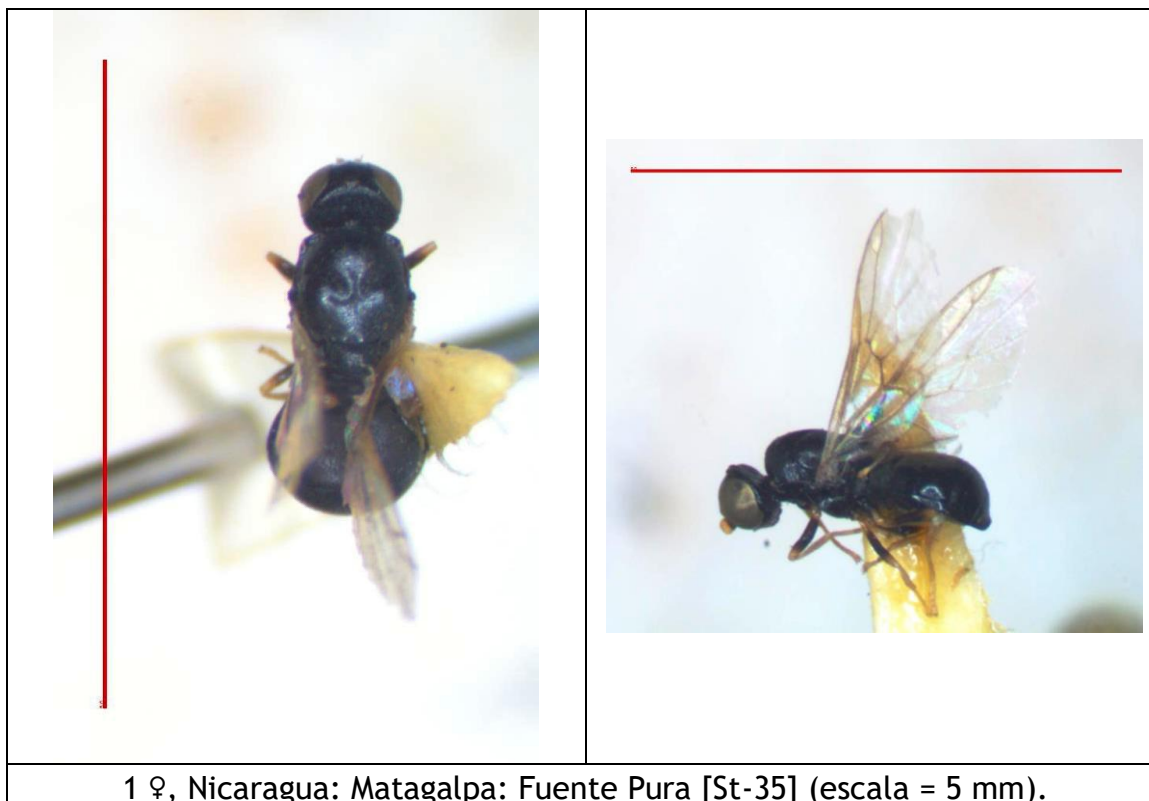 1 ♀, Nicaragua: Matagalpa: Fuente Pura [St-35] (escala = 5 mm).